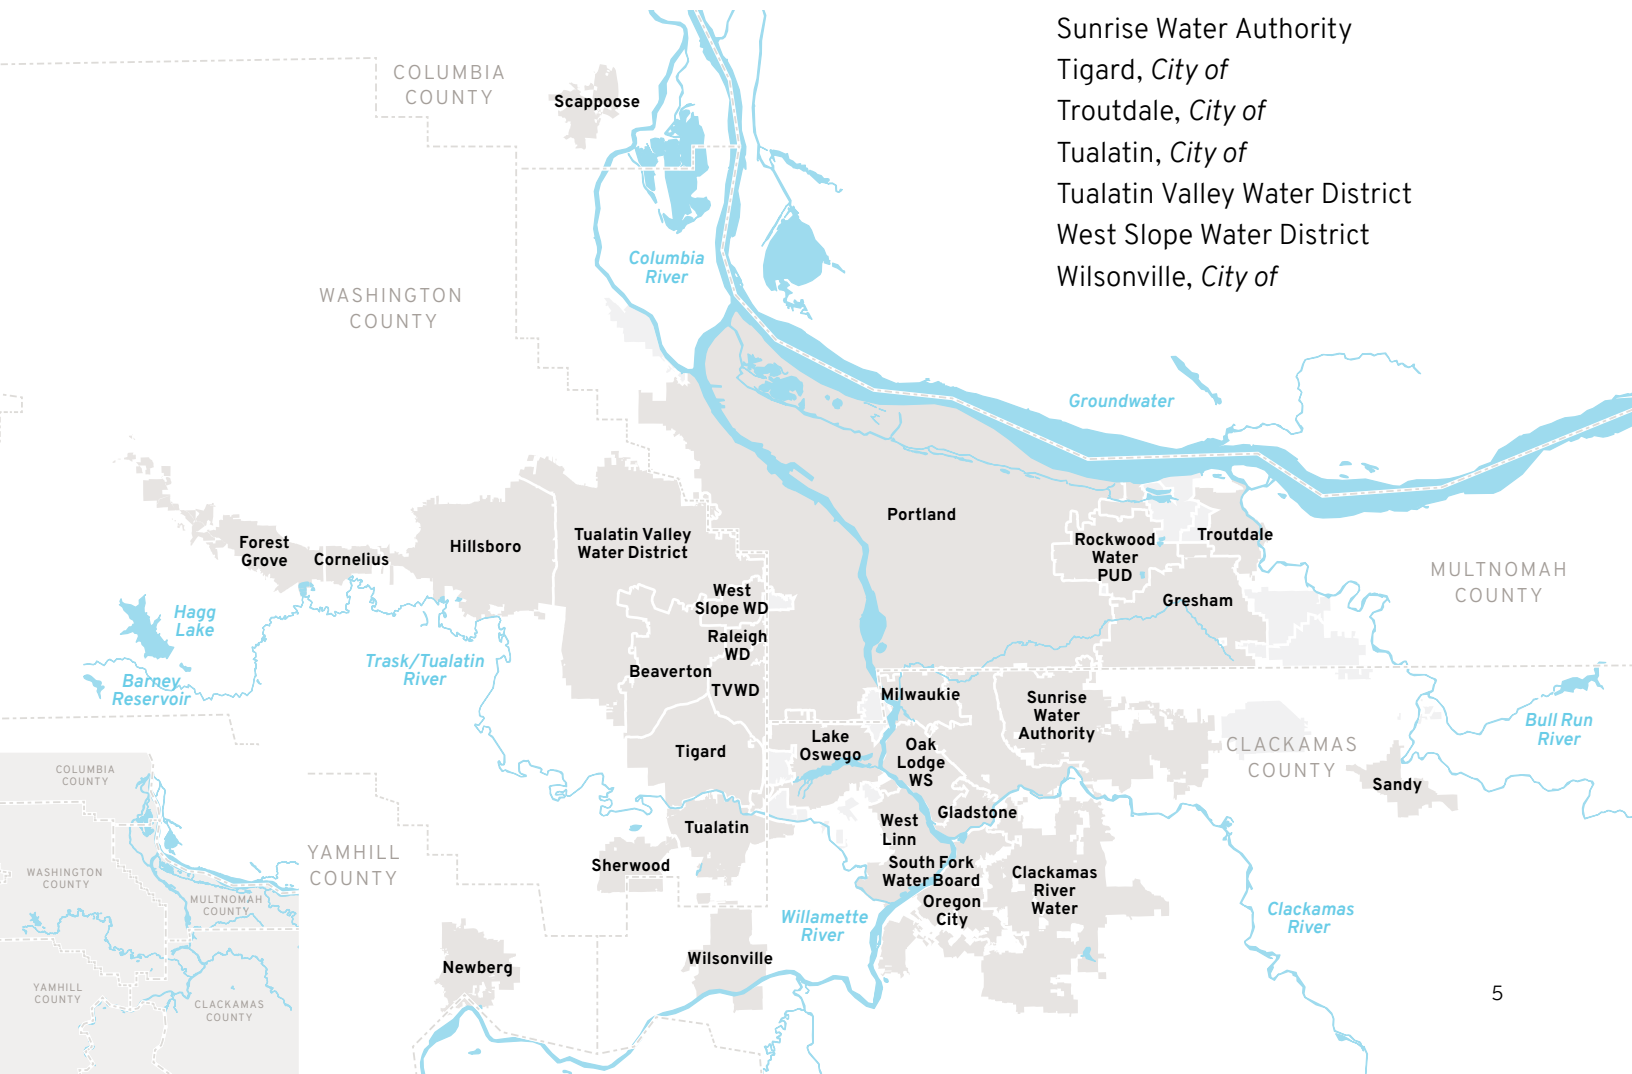 Sunrise Water Authority
Tigard, City of
Troutdale, City of
Tualatin, City of
Tualatin Valley Water District
West Slope Water District
Wilsonville, City of
COLUMBIA
COUNTY
Scappoose
Columbia
River
WASHINGTON
COUNTY
Groundwater
Portland
Tualatin Valley
Water District
Hillsboro
Forest
Grove
Cornelius
Rockwood
Water
PUD
Troutdale
Gresham
MULTNOMAH
COUNTY
West
Slope WD
Raleigh
WD
Beaverton
TVWD
Hagg
Lake
Barney
Reservoir
Trask/Tualatin
River
Milwaukie
Sunrise
Water
Authority
Lake
Oswego
Oak
Lodge
WS
Tigard
Bull Run
River
CLACKAMAS
COUNTY
Sandy
Gladstone
West
Linn
Tualatin
Sherwood
South Fork
Water Board
Oregon
City
Clackamas
River
Water
Clackamas
River
Willamette
River
Wilsonville
Newberg
YAMHILL
COUNTY
COLUMBIA
COUNTY
WASHINGTON
COUNTY
MULTNOMAH
COUNTY
YAMHILL
COUNTY
CLACKAMAS
COUNTY
5